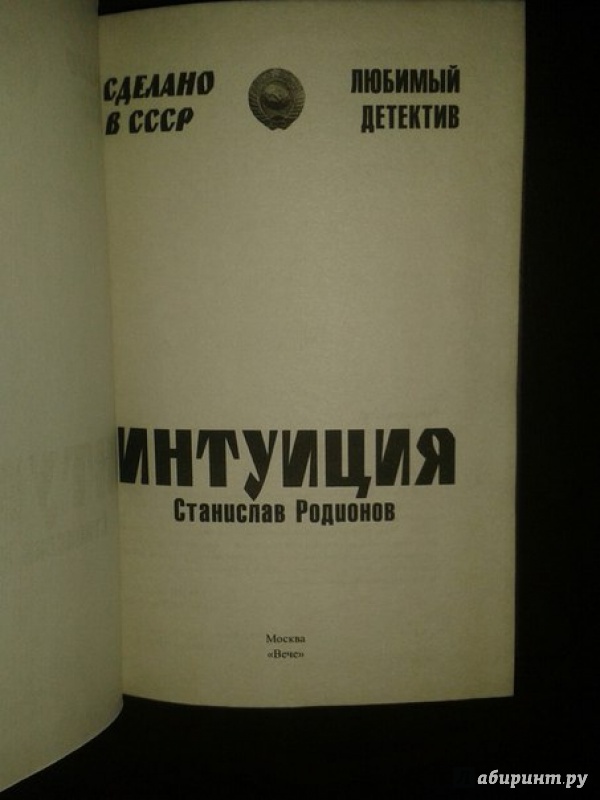 СДЕЛАНО
В СССР
ЛЮБИМЫЙ
ДЕТЕКТИВ
ИНТУИЦИЯ
Станислав Родионов
Москва
«Вече»
абиринт.ру